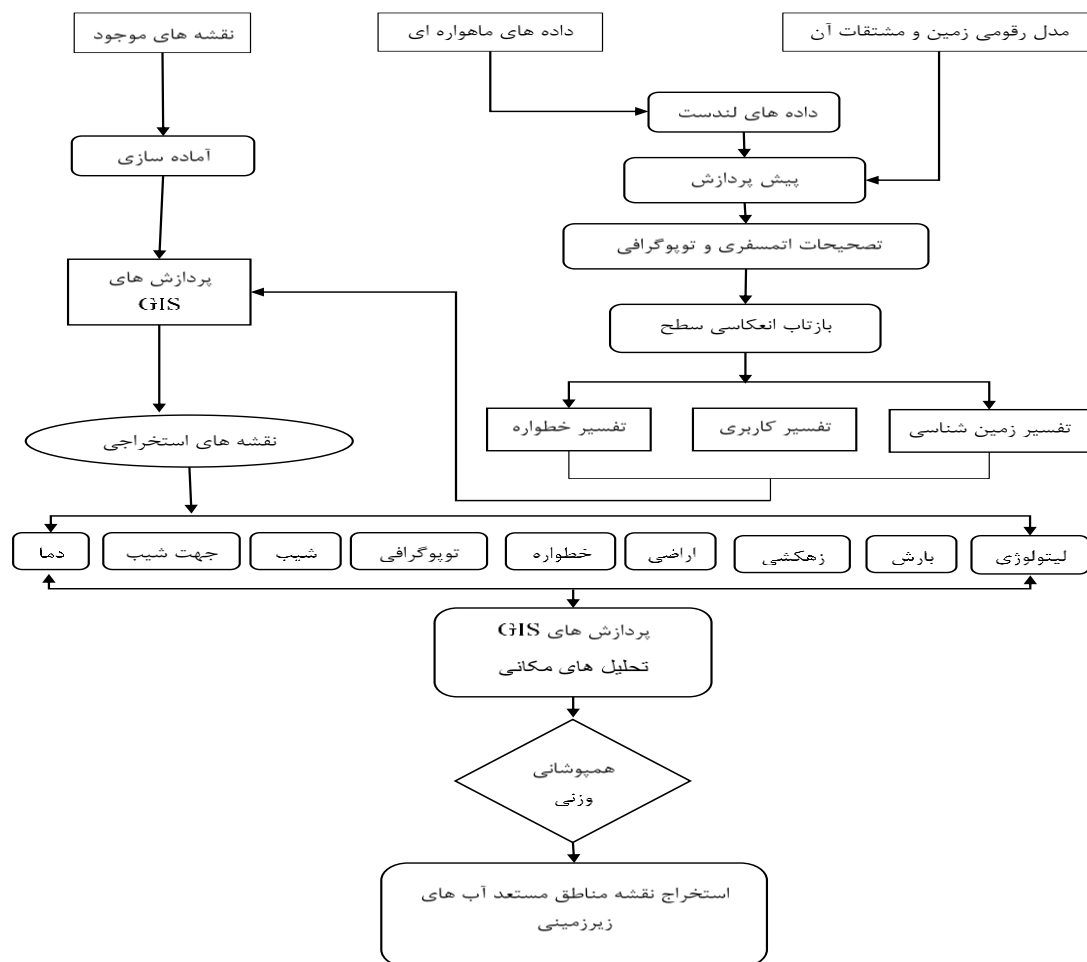 مدل رقومی زمین و مشتقات آن
داده های ماهواره ای
نقشه های موجود
داده های لندست
آماده سازی
پیش پردازش
تصحیحات اتمسفری و توپوگرافی
پردازش های
GIS
بازتاب انعکاسی سطح
تفسیر زمین شناسی
تفسیر کاربری
تفسیر خطواره
نقشه های استخراجی
لیتولوژی
بارش
زهکشی
اراضی
خطواره
توپوگرافی
شیب
جهت شیب
دما
پردازش های GIS
تحلیل های مکانی
همپوشانی
وزنی
استخراج نقشه مناطق مستعد آب های
زیرزمینی